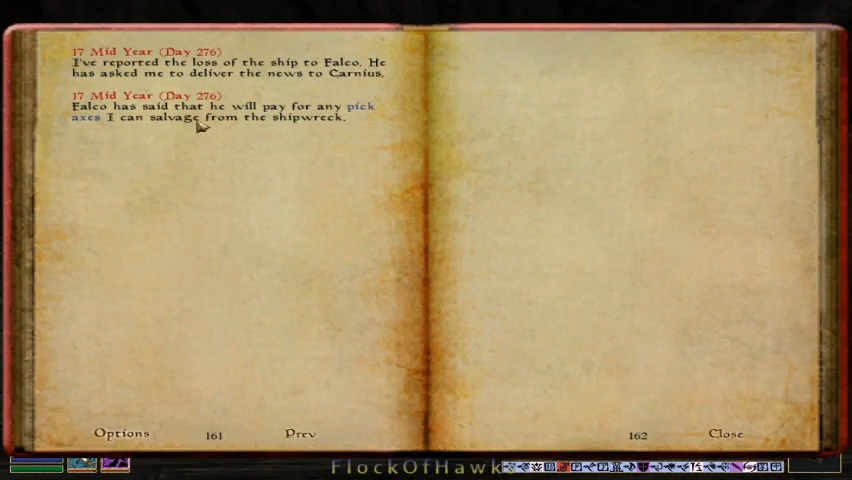 17 Mid Year (Day 276)
I've reported the loss of the ship to Falco. He
has asked me to deliver the news to Carnius.
17 Mid Year (Day 276)
Falco has said that he will pay for any pick
axes I can salvage from the shipwreck.
Options
161
Prev
162
Close
FlockOfHawks